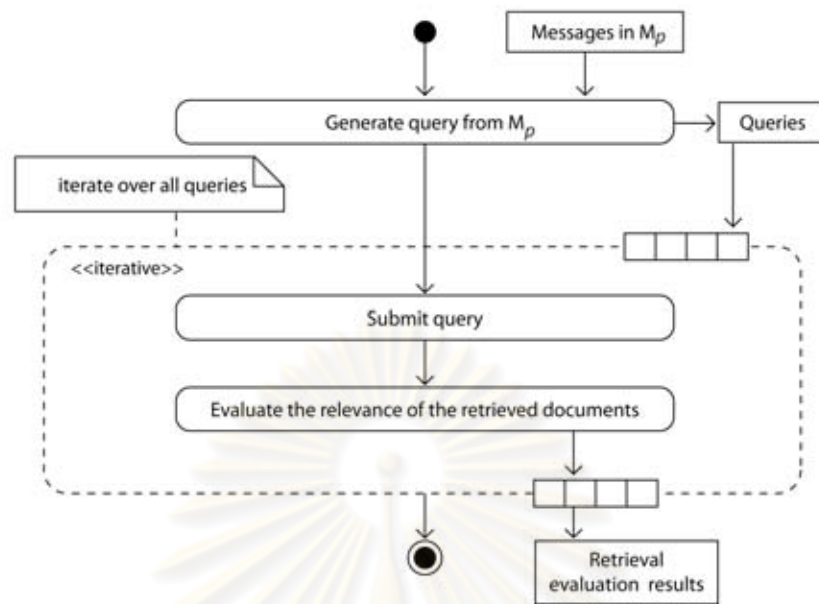 Messages in Mp
Generate query from Mp
Queries
iterate over all queries
<<iterative>>
Submit query
Evaluate the relevance of the retrieved documents
Retrieval
evaluation results